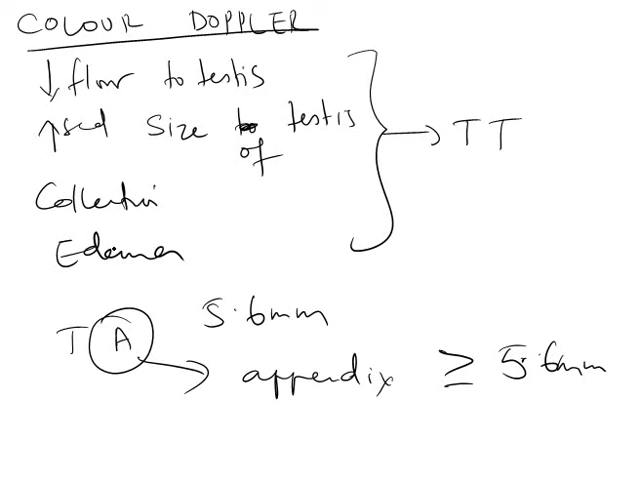 COLOUR DOPPLER
↓ flow to testis
↑sed size of testis
→ TT
Collection
Edema
5.6mm
TA
→ appendix ≥ 5.6mm